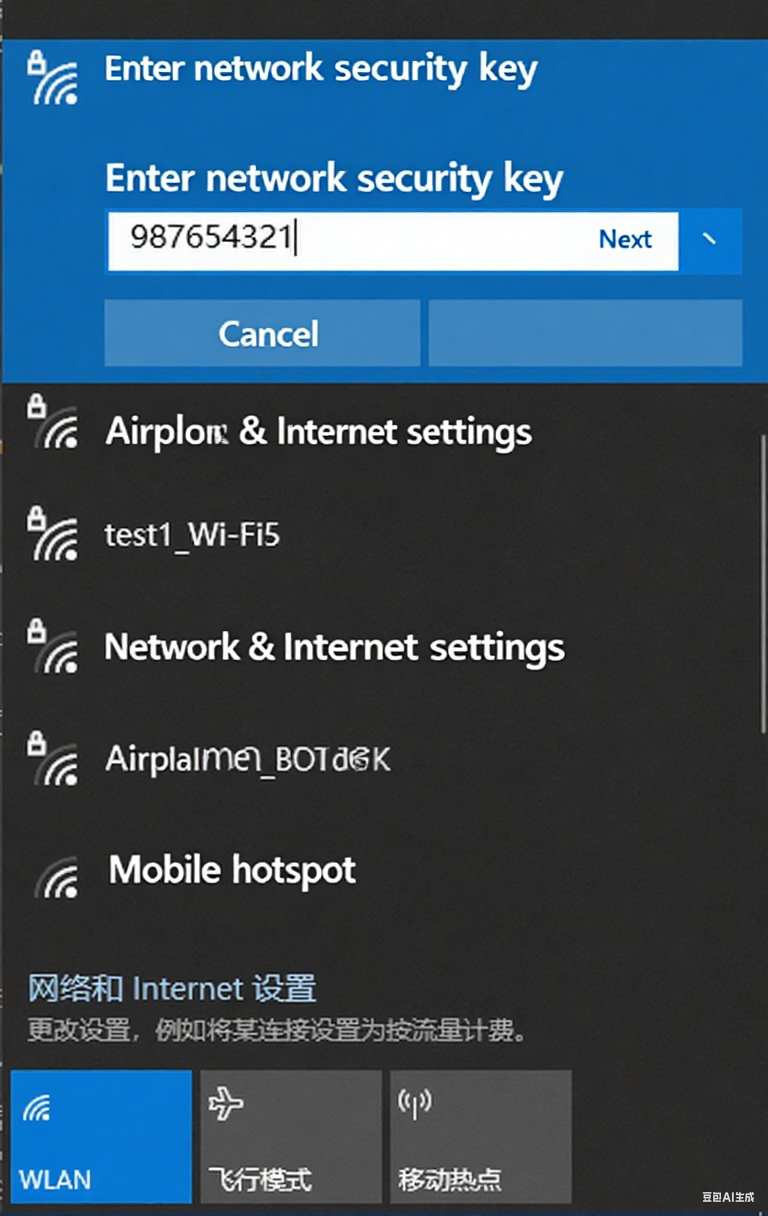 Enter network security key
Enter network security key
987654321 Next
Cancel
& Internet settings
test1_Wi-Fi5
Network & Internet settings
Mobile hotspot
网络和 Internet 设置
更改设置，例如将某连接设置为按流量计费。
WLAN 飞行模式 移动热点
豆包AI生成